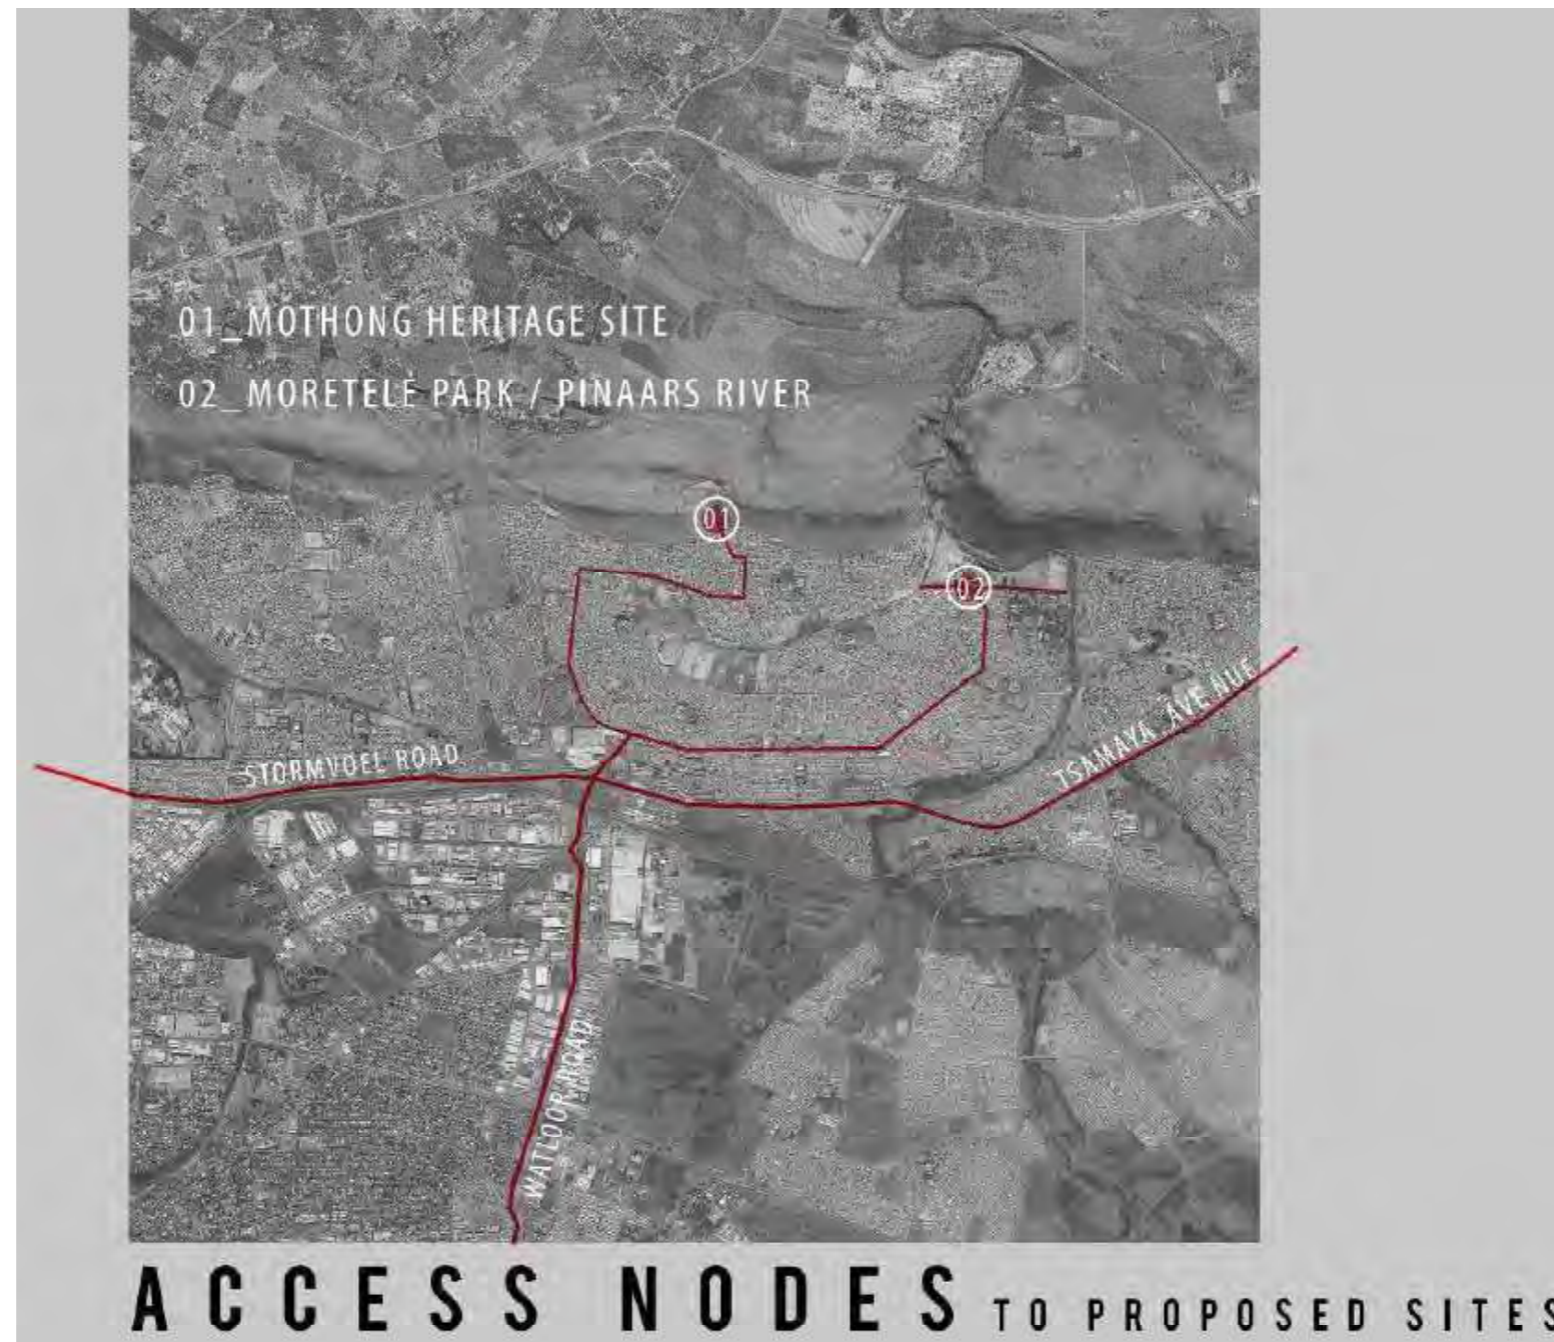 01_MOTHONG HERITAGE SITE
02_MORETELE PARK / PINAARS RIVER
01
02
TSAMAYA AVENUE
STORMVOEL ROAD
WATLOOR ROAD
ACCESS NODES TO PROPOSED SITES